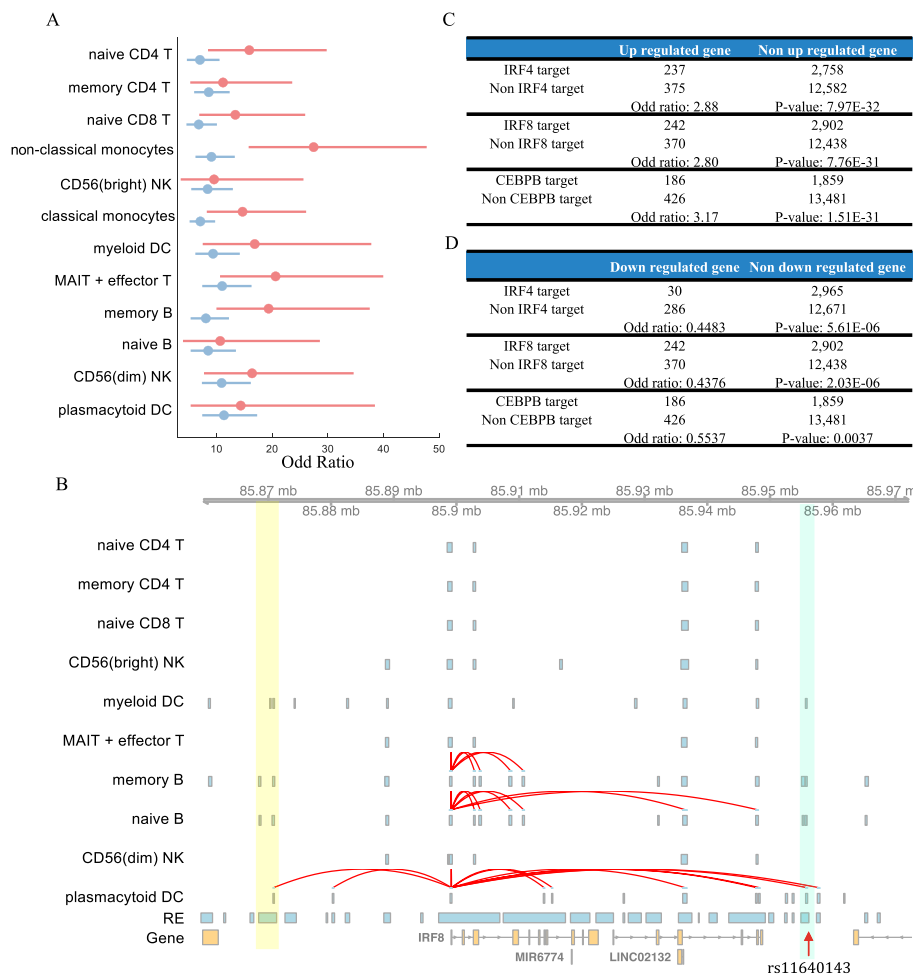 A
naive CD4 T
memory CD4 T
naive CD8 T
non-classical monocytes
CD56(bright) NK
classical monocytes
myeloid DC
MAIT + effector T
memory B
naive B
CD56(dim) NK
plasmacytoid DC
10 20 30 40 50
Odd Ratio
C
Up regulated gene Non up regulated gene
IRF4 target 237 2,758
Non IRF4 target 375 12,582
Odd ratio: 2.88 P-value: 7.97E-32
IRF8 target 242 2,902
Non IRF8 target 370 12,438
Odd ratio: 2.80 P-value: 7.76E-31
CEBPB target 186 1,859
Non CEBPB target 426 13,481
Odd ratio: 3.17 P-value: 1.51E-31
D
Down regulated gene Non down regulated gene
IRF4 target 30 2,965
Non IRF4 target 286 12,671
Odd ratio: 0.4483 P-value: 5.61E-06
IRF8 target 242 2,902
Non IRF8 target 370 12,438
Odd ratio: 0.4376 P-value: 2.03E-06
CEBPB target 186 1,859
Non CEBPB target 426 13,481
Odd ratio: 0.5537 P-value: 0.0037
B
85.87 mb 85.89 mb 85.91 mb 85.93 mb 85.95 mb 85.97 m
85.88 mb 85.9 mb 85.92 mb 85.94 mb 85.96 mb
naive CD4 T
memory CD4 T
naive CD8 T
CD56(bright) NK
myeloid DC
MAIT + effector T
memory B
naive B
CD56(dim) NK
plasmacytoid DC
RE
Gene
IRF8
MIR6774 LINC02132
rs11640143